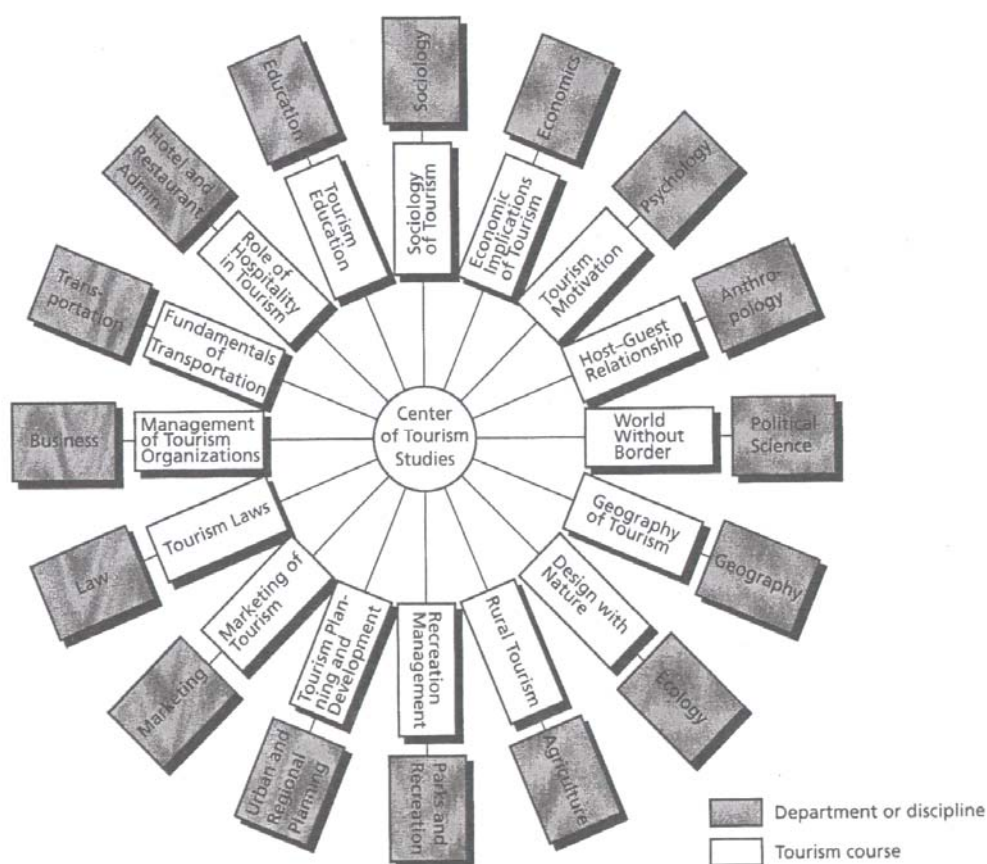 Sociology
Sociology
of Tourism
Economics
Economic
Implications
of Tourism
Psychology
Tourism
Motivation
Anthro-
pology
Host–Guest
Relationship
Political
Science
World
Without
Border
Geography
Geography
of Tourism
Ecology
Design with
Nature
Agriculture
Rural Tourism
Parks and
Recreation
Recreation
Management
Urban and
Regional
Planning
Tourism Plan-
ning and
Development
Marketing
Marketing of
Tourism
Law
Tourism Laws
Business
Management
of Tourism
Organizations
Trans-
portation
Fundamentals
of
Transportation
Hotel and
Restaurant
Admin.
Role of
Hospitality
in Tourism
Education
Tourism
Education
Center
of Tourism
Studies
Department or discipline
Tourism course